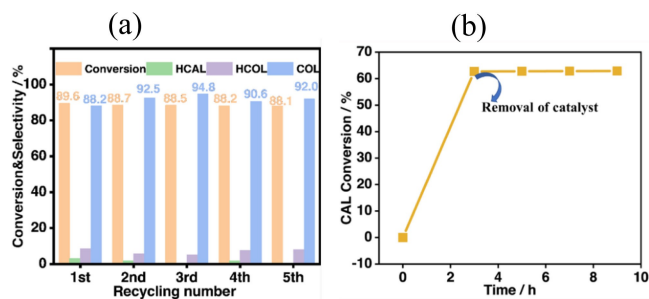 (a)
Conversion&Selectivity / %
100
80
60
40
20
0
Conversion HCAL HCOL COL
89.6 88.2 88.7 92.5 88.5 94.8 88.2 90.6 88.1 92.0
1st 2nd 3rd 4th 5th
Recycling number
(b)
CAL Conversion / %
70
60
50
40
30
20
10
0
-10
Removal of catalyst
0 2 4 6 8 10
Time / h